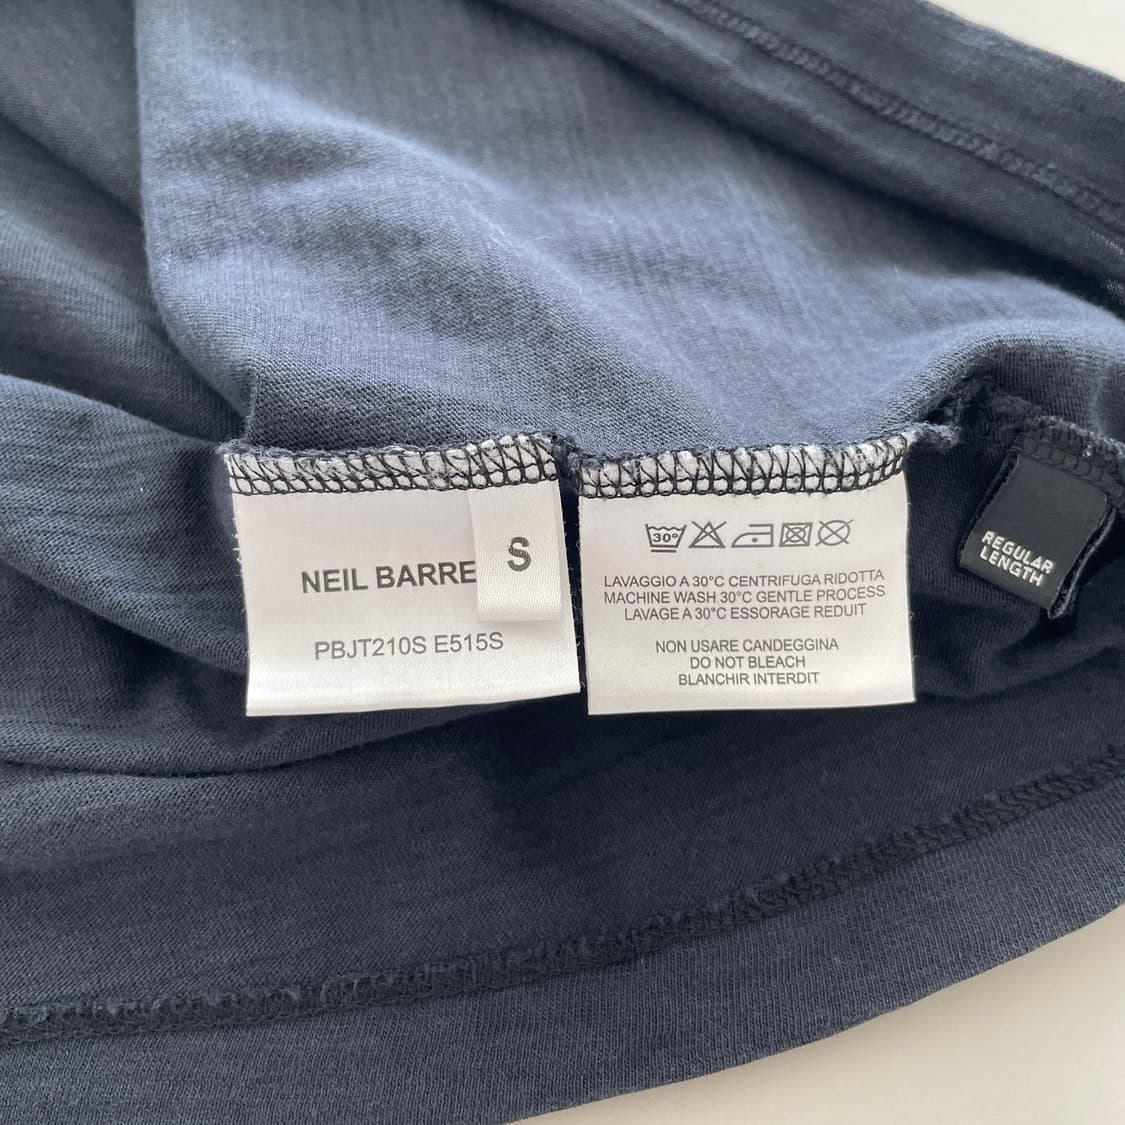 NEIL BARRE
S
PBJT210S E515S
30°
LAVAGGIO A 30°C CENTRIFUGA RIDOTTA
MACHINE WASH 30°C GENTLE PROCESS
LAVAGE A 30°C ESSORAGE REDUIT
NON USARE CANDEGGINA
DO NOT BLEACH
BLANCHIR INTERDIT
REGULAR
LENGTH